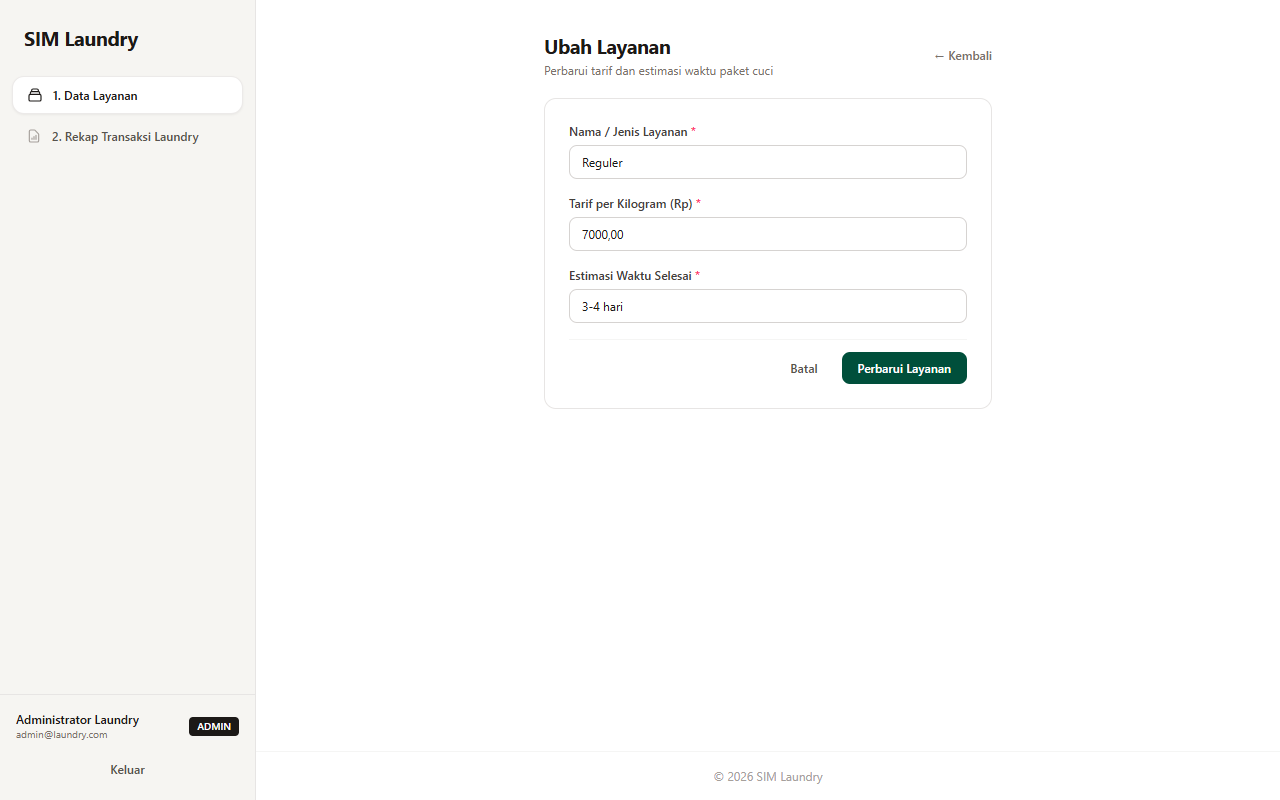 SIM Laundry
1. Data Layanan
2. Rekap Transaksi Laundry
Administrator Laundry
admin@laundry.com
ADMIN
Keluar
Ubah Layanan
Perbarui tarif dan estimasi waktu paket cuci
← Kembali
Nama / Jenis Layanan *
Reguler
Tarif per Kilogram (Rp) *
7000,00
Estimasi Waktu Selesai *
3-4 hari
Batal
Perbarui Layanan
© 2026 SIM Laundry